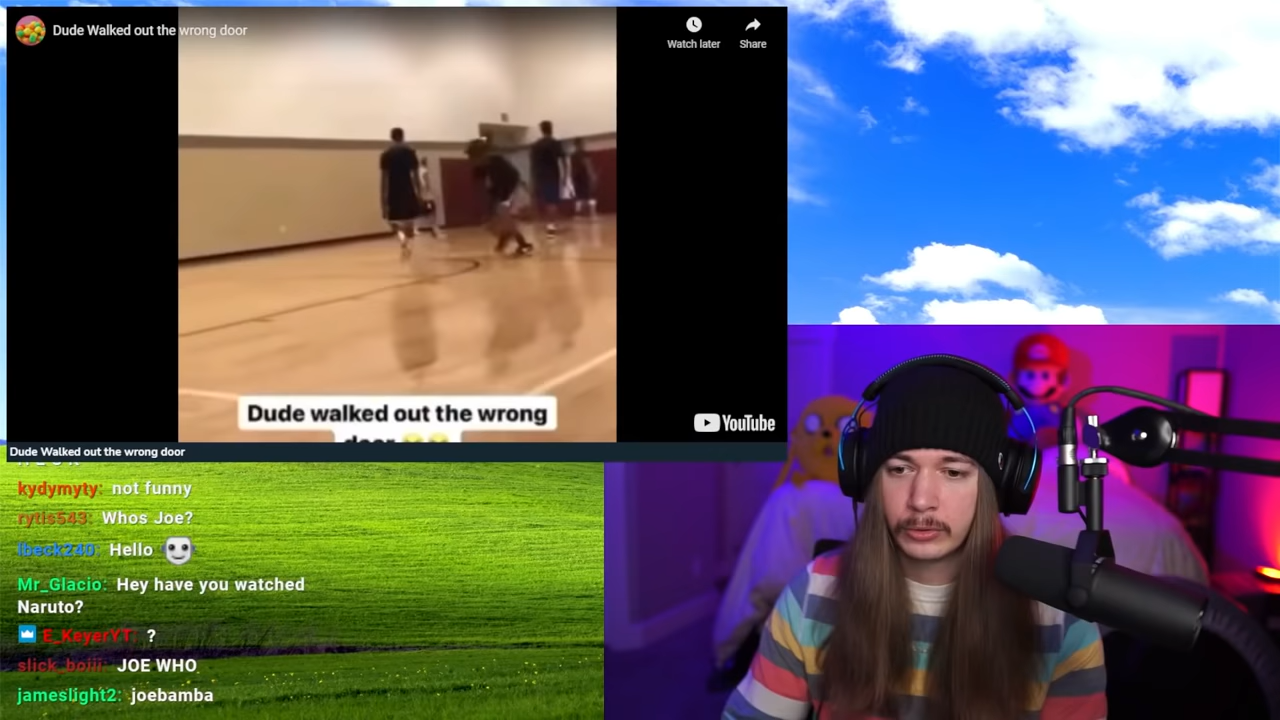 Dude Walked out the wrong door
Watch later
Share
Dude walked out the wrong
YouTube
Dude Walked out the wrong door
kydymyty: not funny
rytis543: Whos Joe?
lbeck240: Hello
Mr_Glacio: Hey have you watched
Naruto?
E_KeyerYT: ?
slick_boiii: JOE WHO
jameslight2: joebamba